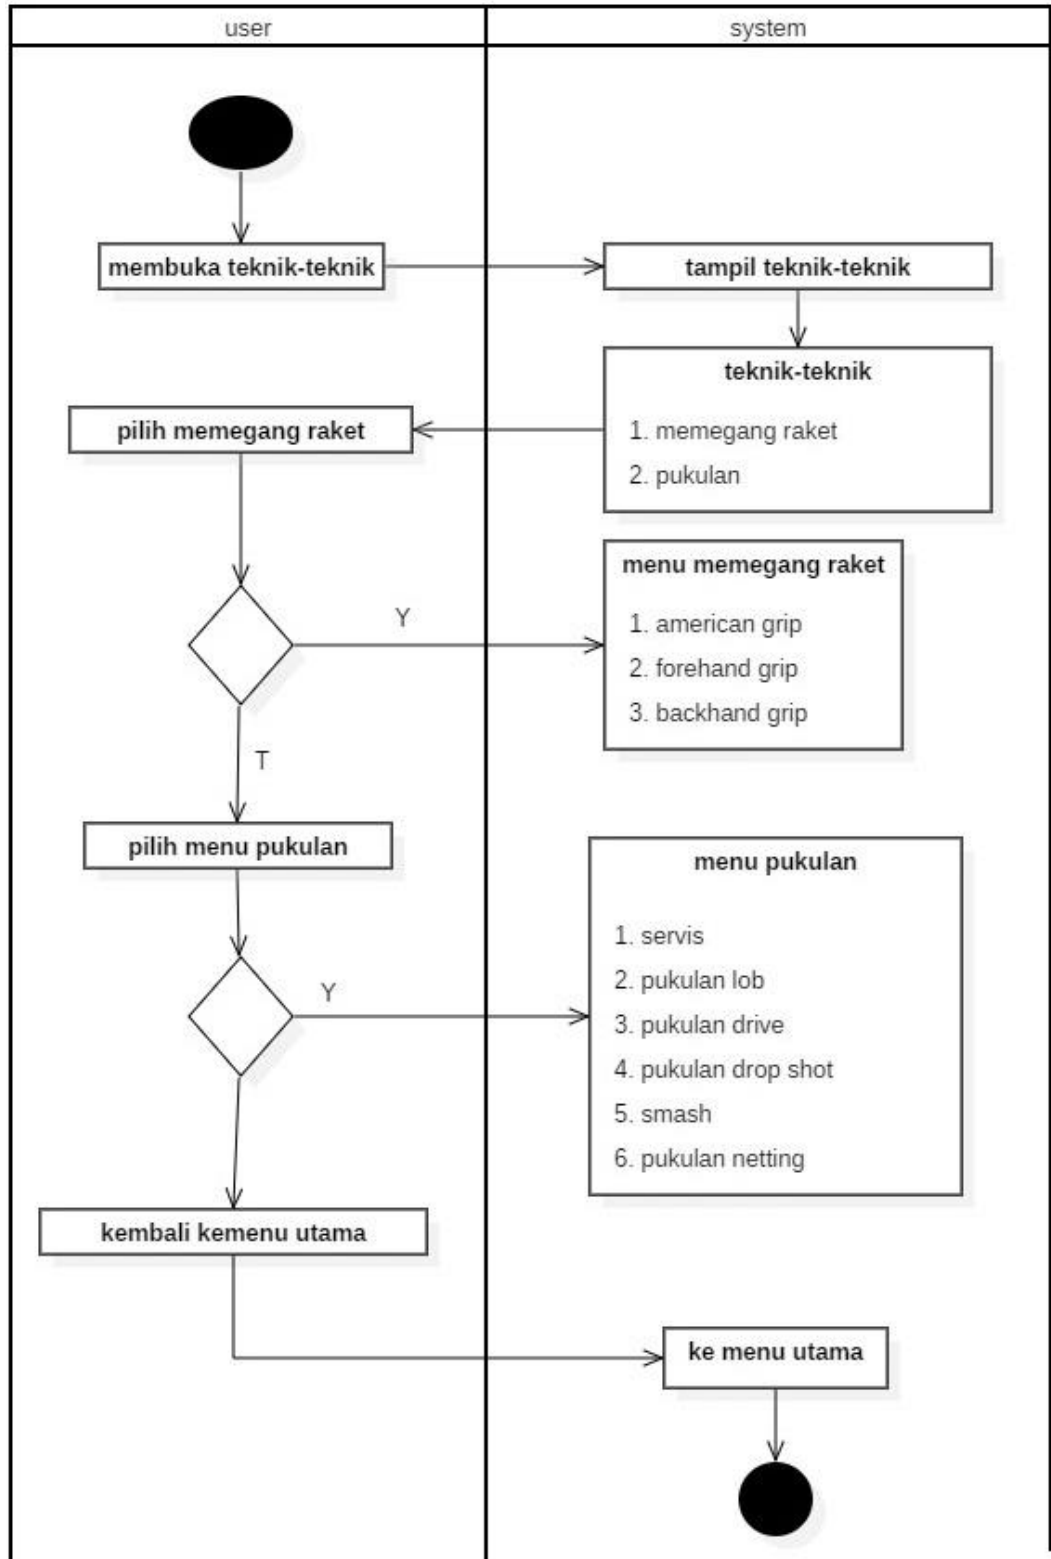 user
system
membuka teknik-teknik
tampil teknik-teknik
teknik-teknik
1. memegang raket
2. pukulan
pilih memegang raket
Y
menu memegang raket
1. american grip
2. forehand grip
3. backhand grip
T
pilih menu pukulan
Y
menu pukulan
1. servis
2. pukulan lob
3. pukulan drive
4. pukulan drop shot
5. smash
6. pukulan netting
kembali kemenu utama
ke menu utama